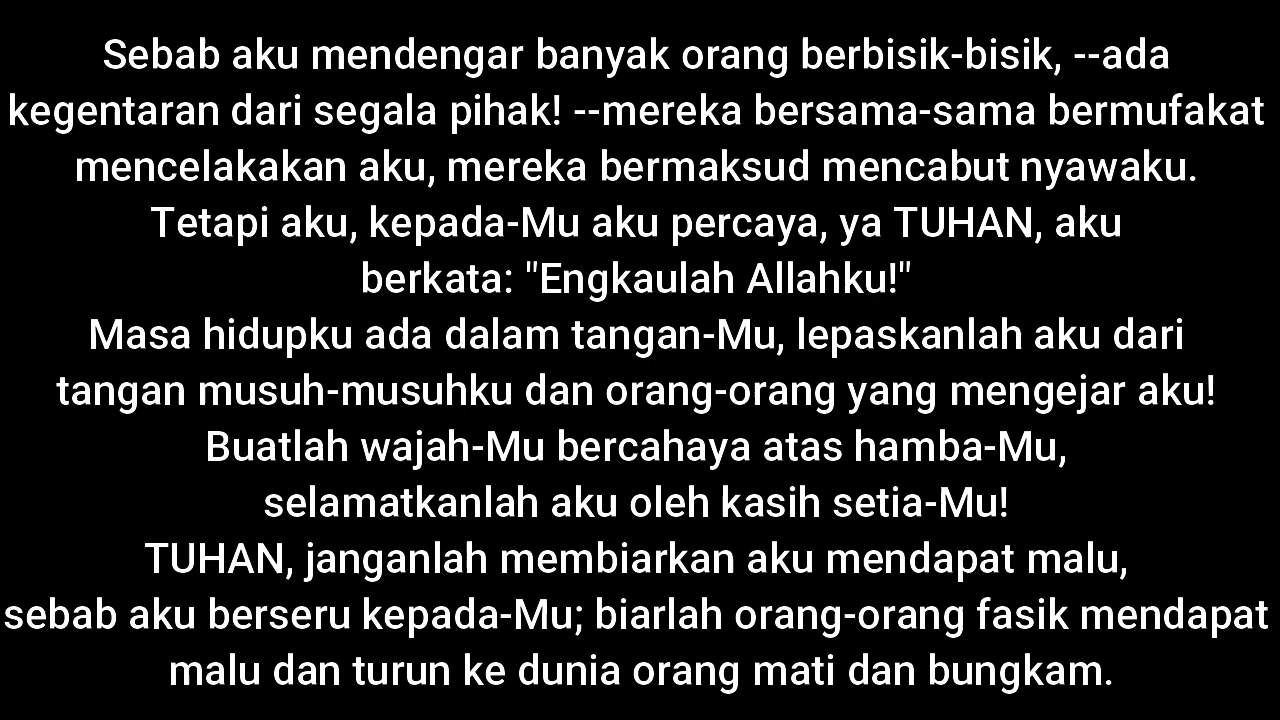 Sebab aku mendengar banyak orang berbisik-bisik, --ada
kegentaran dari segala pihak! --mereka bersama-sama bermufakat
mencelakakan aku, mereka bermaksud mencabut nyawaku.
Tetapi aku, kepada-Mu aku percaya, ya TUHAN, aku
berkata: "Engkaulah Allahku!"
Masa hidupku ada dalam tangan-Mu, lepaskanlah aku dari
tangan musuh-musuhku dan orang-orang yang mengejar aku!
Buatlah wajah-Mu bercahaya atas hamba-Mu,
selamatkanlah aku oleh kasih setia-Mu!
TUHAN, janganlah membiarkan aku mendapat malu,
sebab aku berseru kepada-Mu; biarlah orang-orang fasik mendapat
malu dan turun ke dunia orang mati dan bungkam.